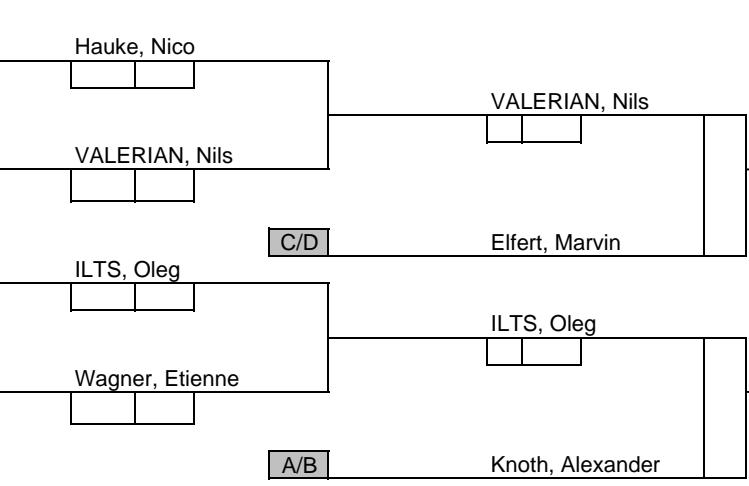 Hauke, Nico
VALERIAN, Nils
VALERIAN, Nils
C/D
Elfert, Marvin
ILTS, Oleg
ILTS, Oleg
Wagner, Etienne
A/B
Knoth, Alexander